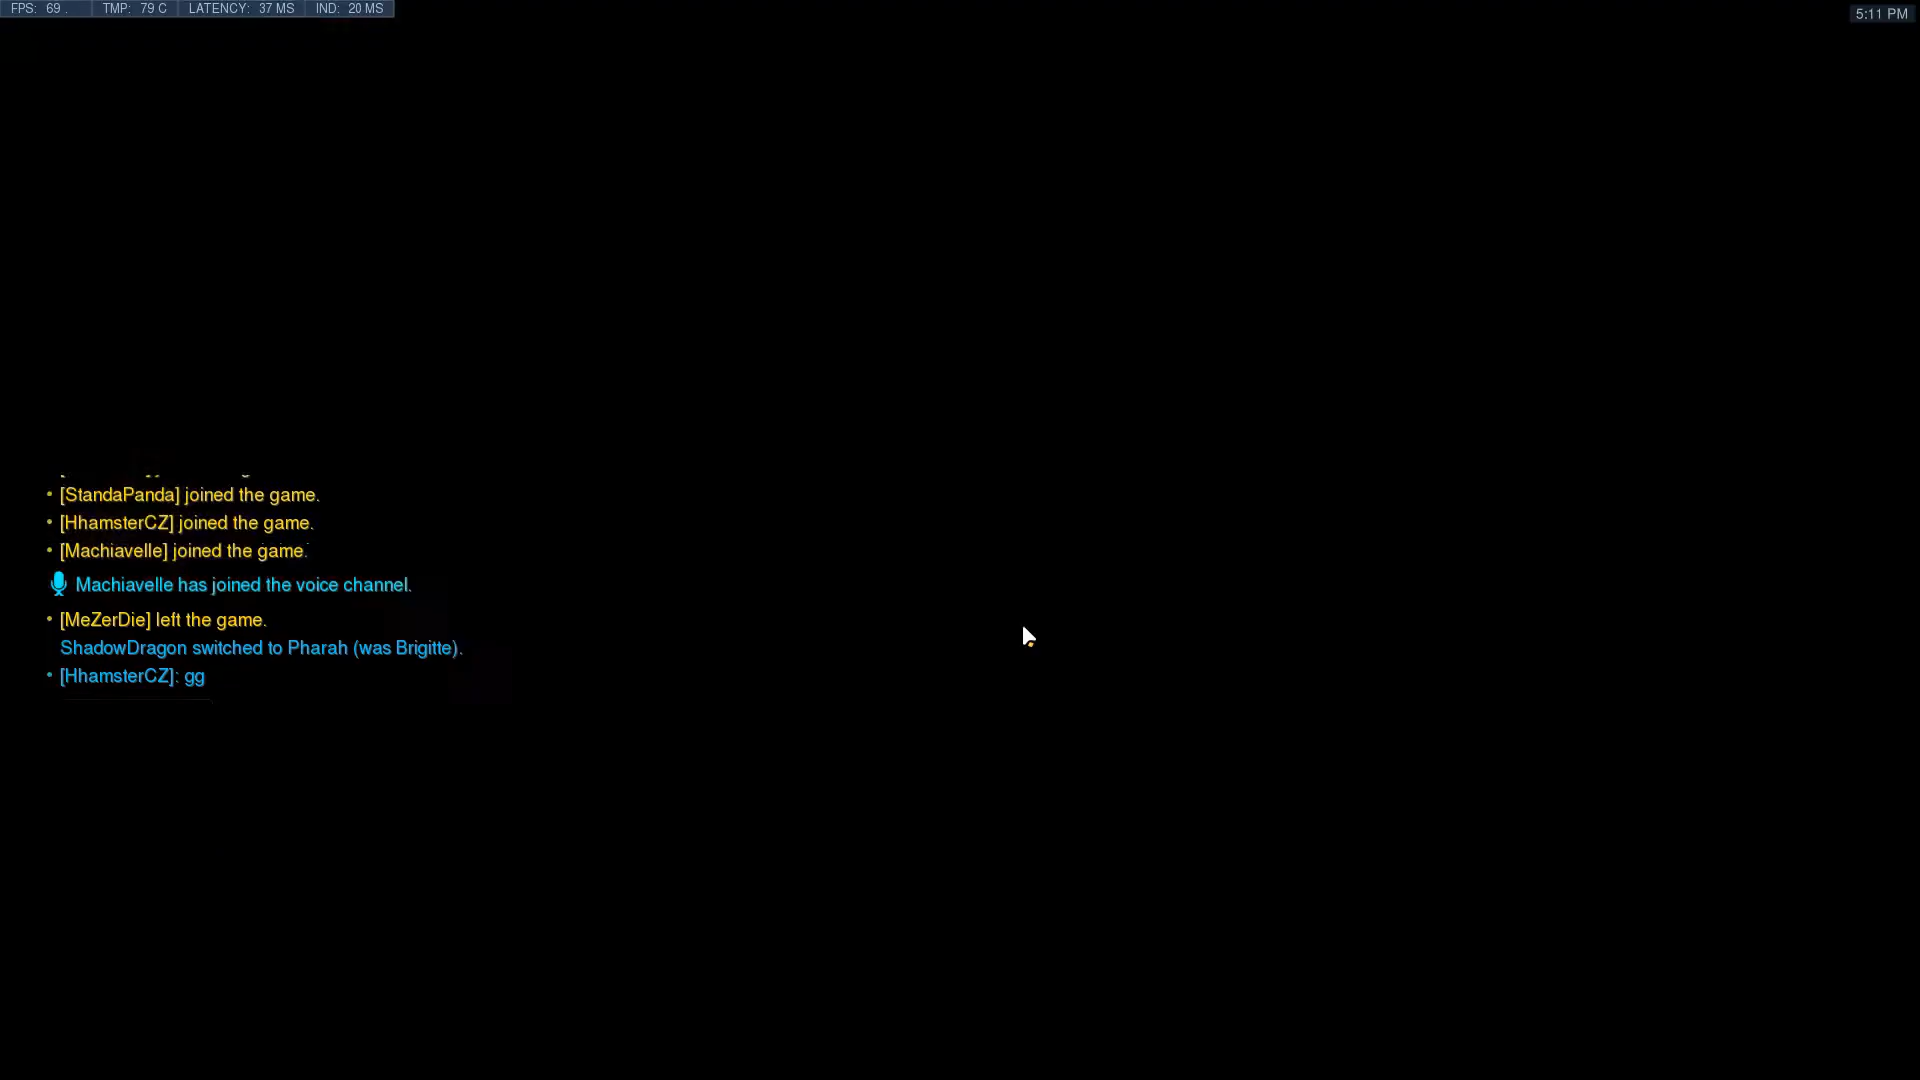 FPS: 69 . TMP: 79 C LATENCY: 37 MS IND: 20 MS
5:11 PM
• [StandaPanda] joined the game.
• [HhamsterCZ] joined the game.
• [Machiavelle] joined the game.
Machiavelle has joined the voice channel.
• [MeZerDie] left the game.
ShadowDragon switched to Pharah (was Brigitte).
• [HhamsterCZ]: gg